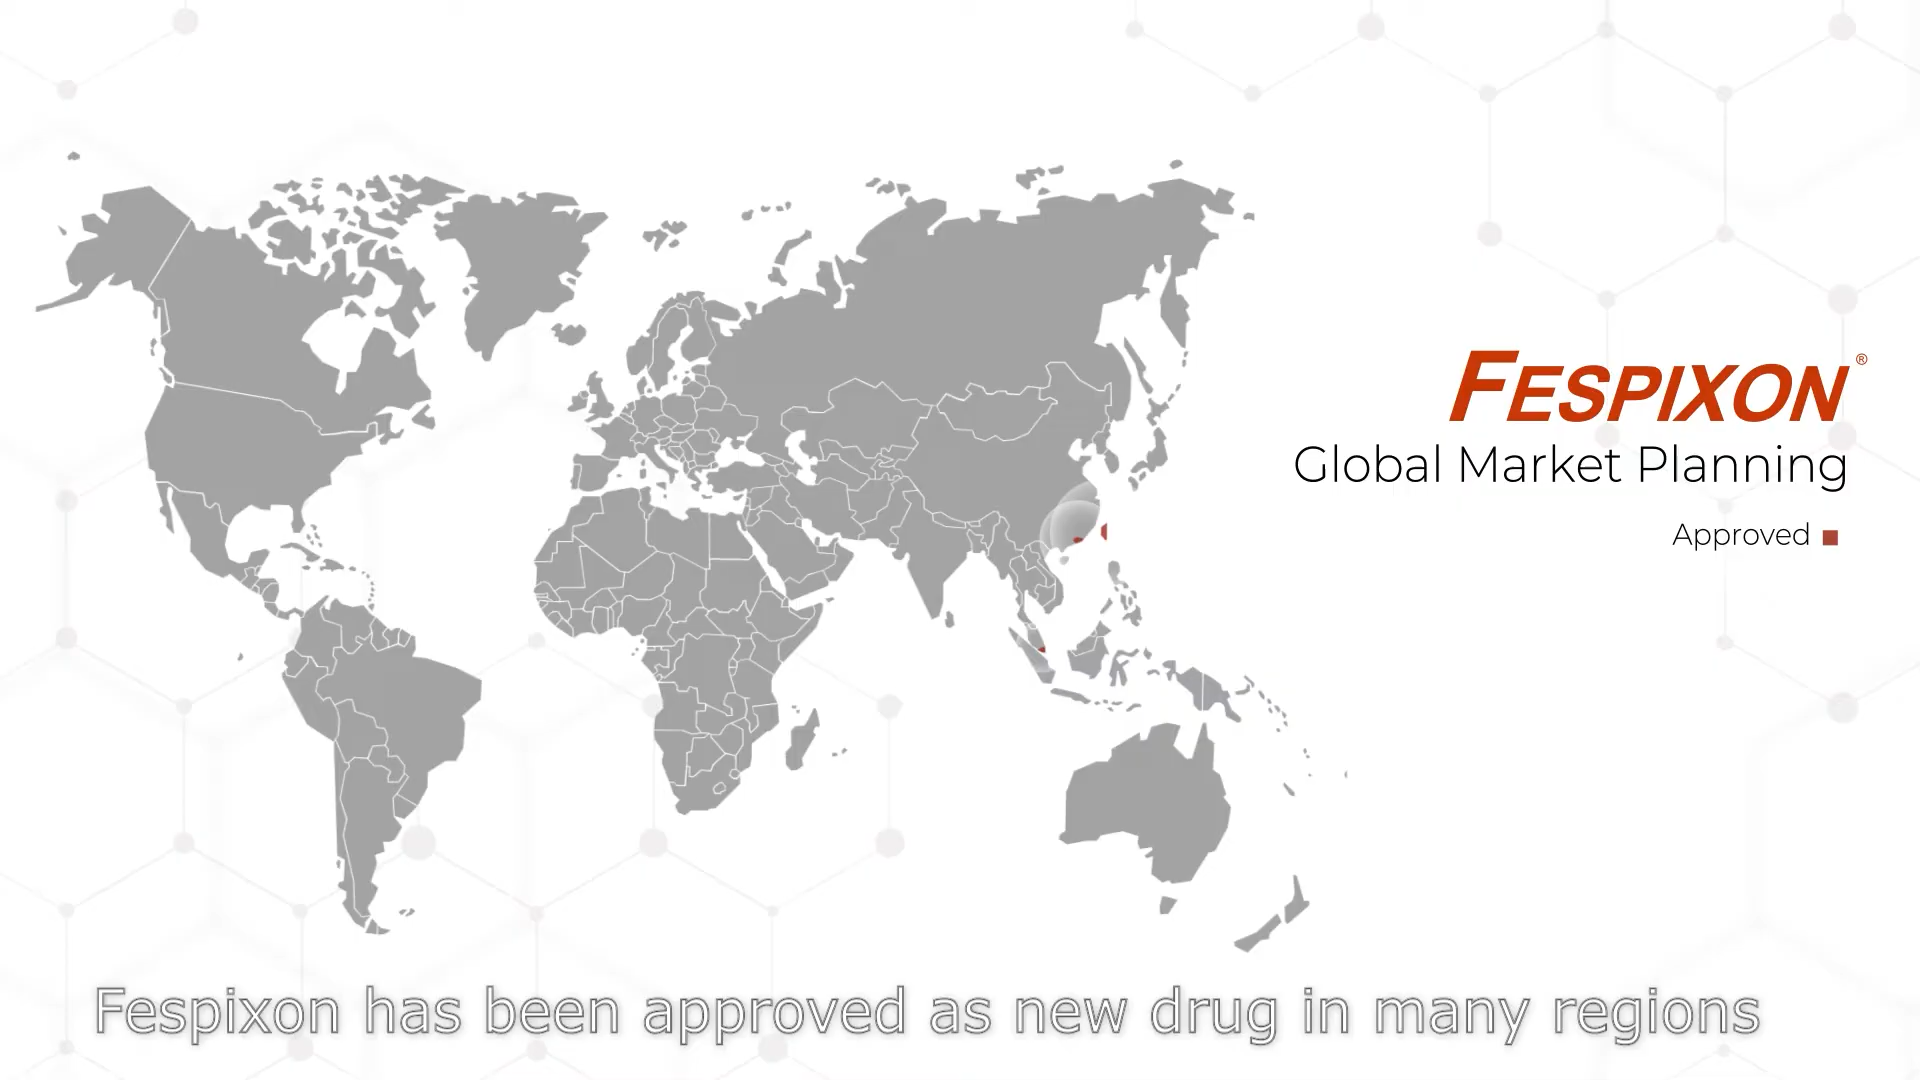 FESPIXON®
Global Market Planning
Approved
Fespixon has been approved as new drug in many regions